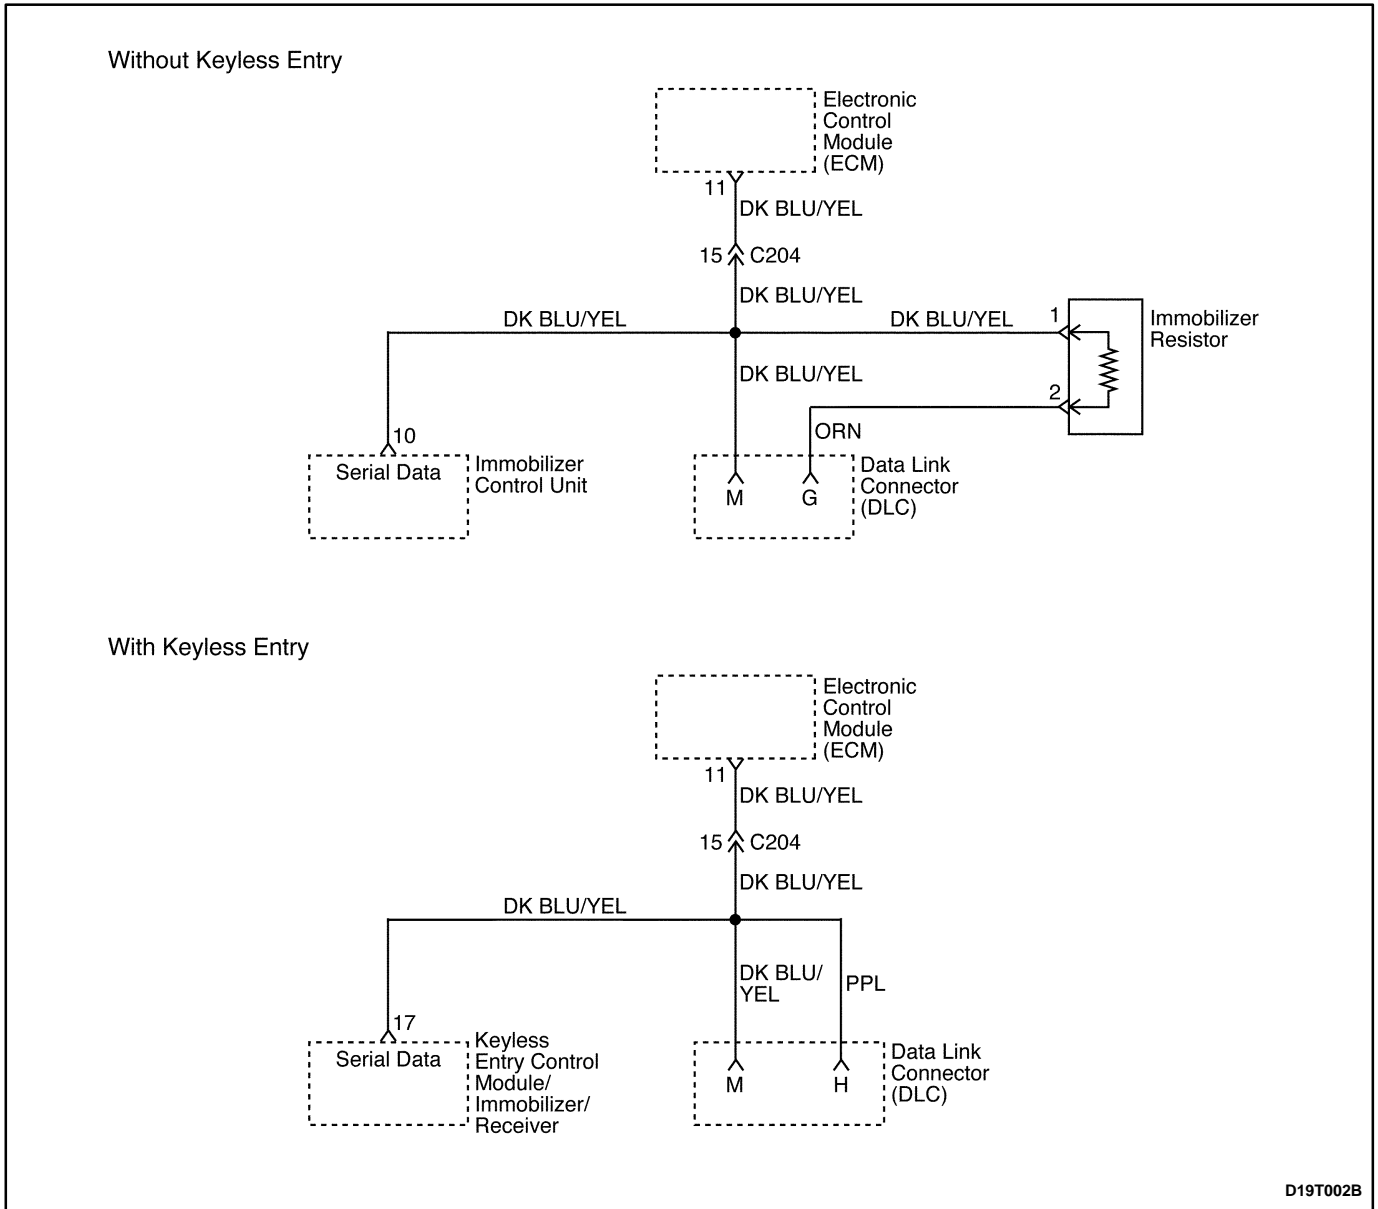 Without Keyless Entry
Electronic
Control
Module
(ECM)
11
DK BLU/YEL
15 C204
DK BLU/YEL
DK BLU/YEL
DK BLU/YEL
1
Immobilizer
Resistor
DK BLU/YEL
2
ORN
10
Serial Data
Immobilizer
Control Unit
M
G
Data Link
Connector
(DLC)
With Keyless Entry
Electronic
Control
Module
(ECM)
11
DK BLU/YEL
15 C204
DK BLU/YEL
DK BLU/YEL
DK BLU/
YEL
PPL
17
Serial Data
Keyless
Entry Control
Module/
Immobilizer/
Receiver
M
H
Data Link
Connector
(DLC)
D19T002B